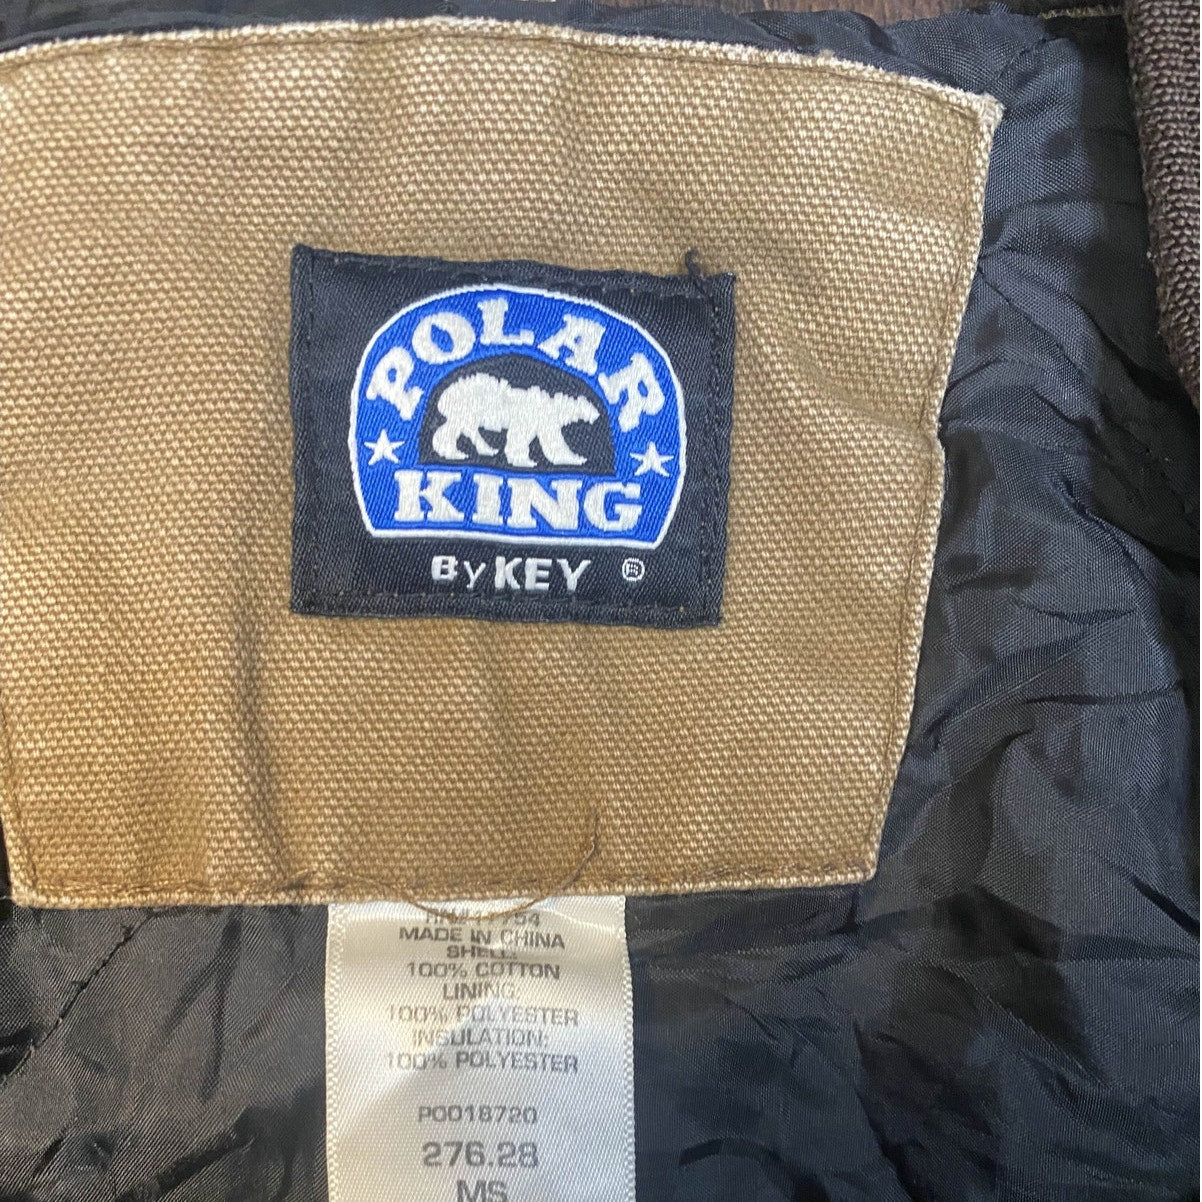 POLAR
KING
By KEY ®
MADE IN CHINA
SHELL:
100% COTTON
LINING:
100% POLYESTER
INSULATION:
100% POLYESTER
P0018720
276.28
MS